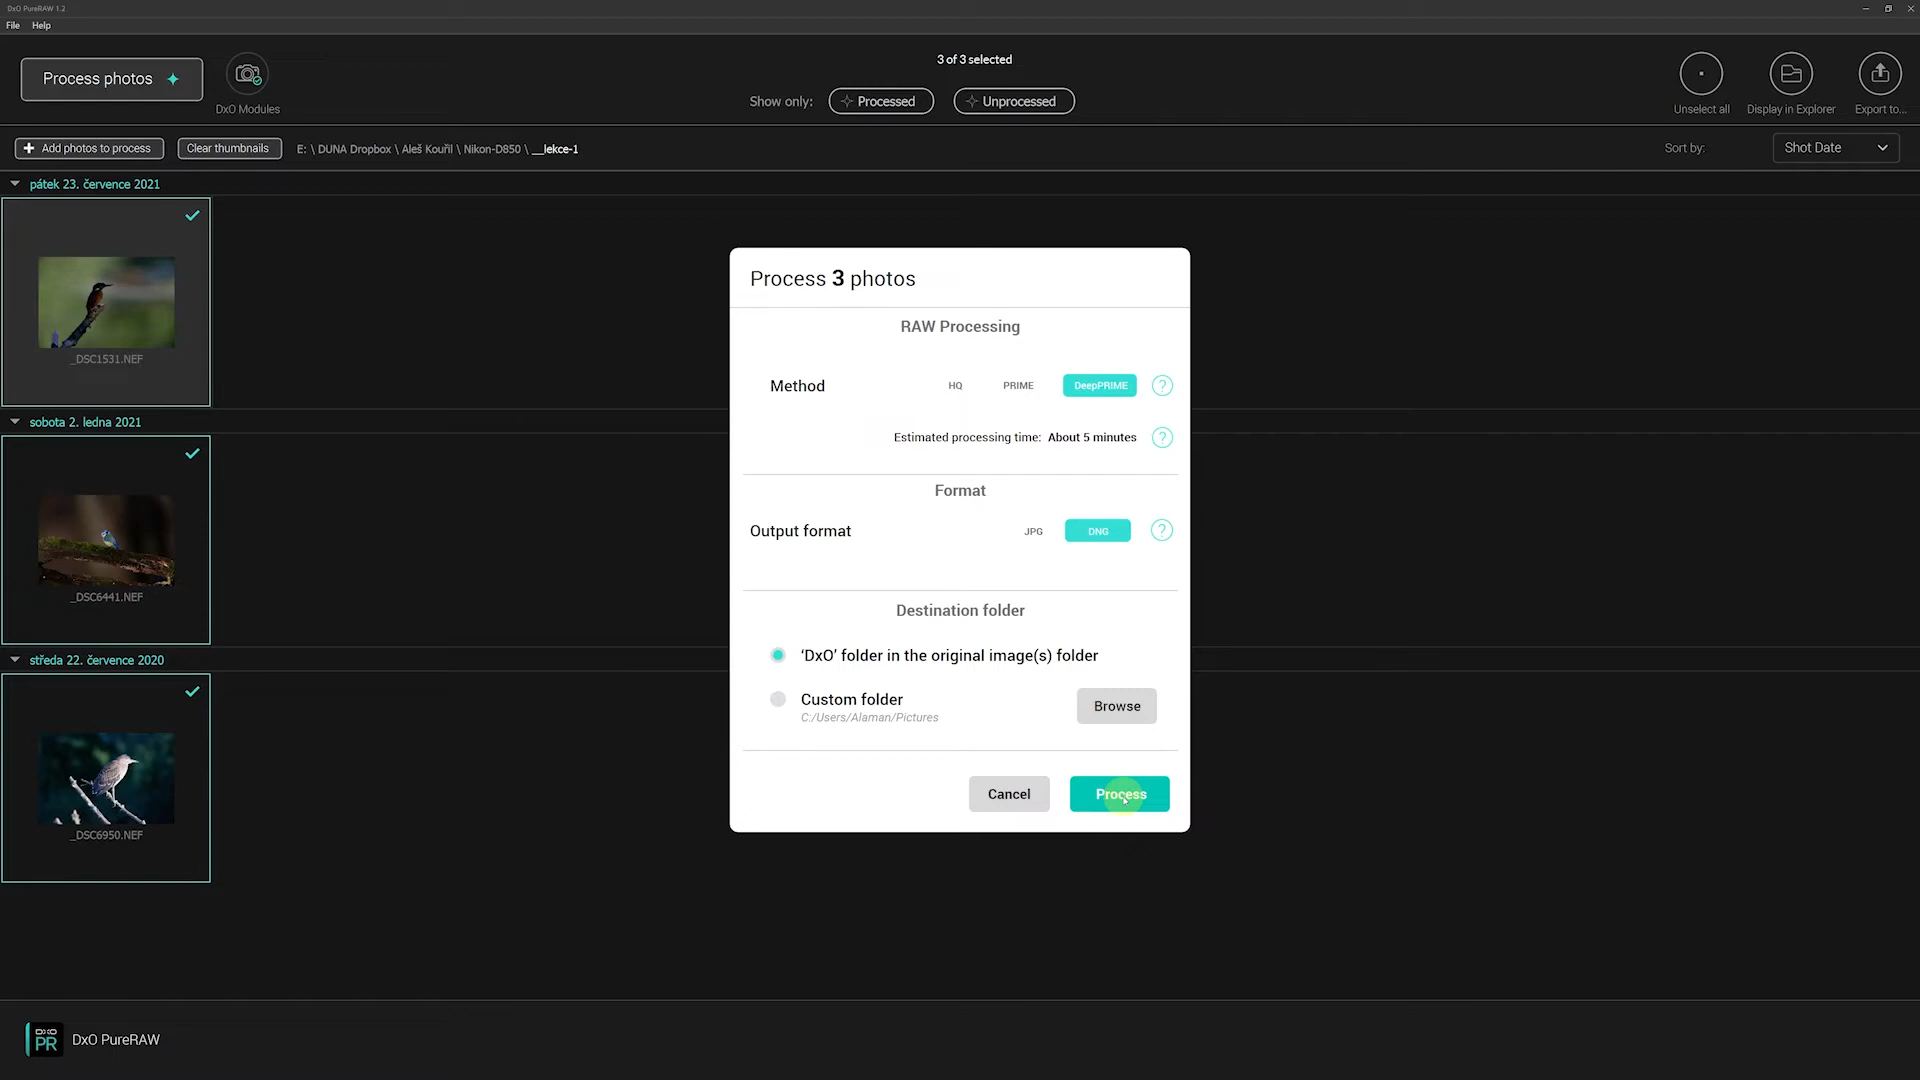 DxO PureRAW 1.2
File Help
Process photos
DxO Modules
3 of 3 selected
Show only: Processed Unprocessed
Unselect all
Display in Explorer
Export to...
Add photos to process
Clear thumbnails
E: \ DUNA Dropbox \ Aleš Kouřil \ Nikon-D850 \ __lekce-1
Sort by: Shot Date
pátek 23. července 2021
_DSC1531.NEF
sobota 2. ledna 2021
_DSC6441.NEF
středa 22. července 2020
_DSC6950.NEF
Process 3 photos
RAW Processing
Method HQ PRIME DeepPRIME ?
Estimated processing time: About 5 minutes ?
Format
Output format JPG DNG ?
Destination folder
‘DxO’ folder in the original image(s) folder
Custom folder
C:/Users/Alaman/Pictures
Browse
Cancel Process
DXO
PR
DxO PureRAW